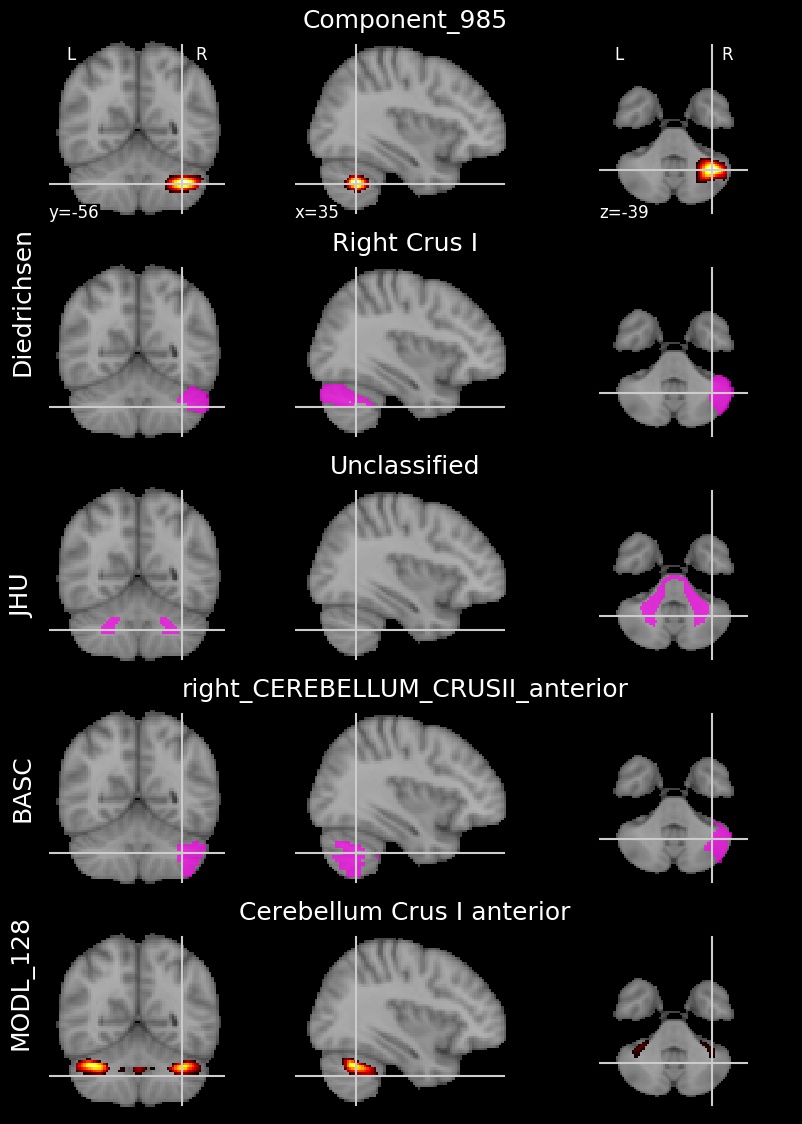 Component_985
L R L R
y=-56 x=35 z=-39
Diedrichsen
Right Crus I
JHU
Unclassified
BASC
right_CEREBELLUM_CRUSII_anterior
MODL_128
Cerebellum Crus I anterior